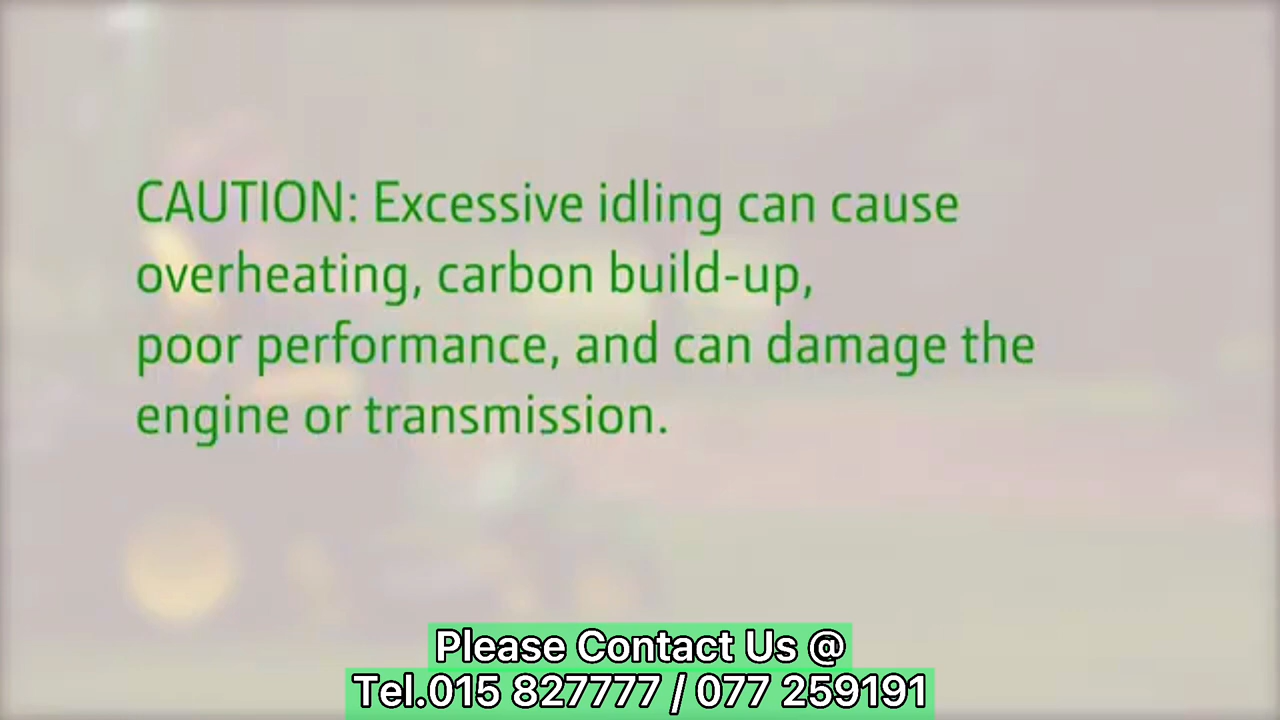 CAUTION: Excessive idling can cause
overheating, carbon build-up,
poor performance, and can damage the
engine or transmission.
Please Contact Us @
Tel.015 827777 / 077 259191